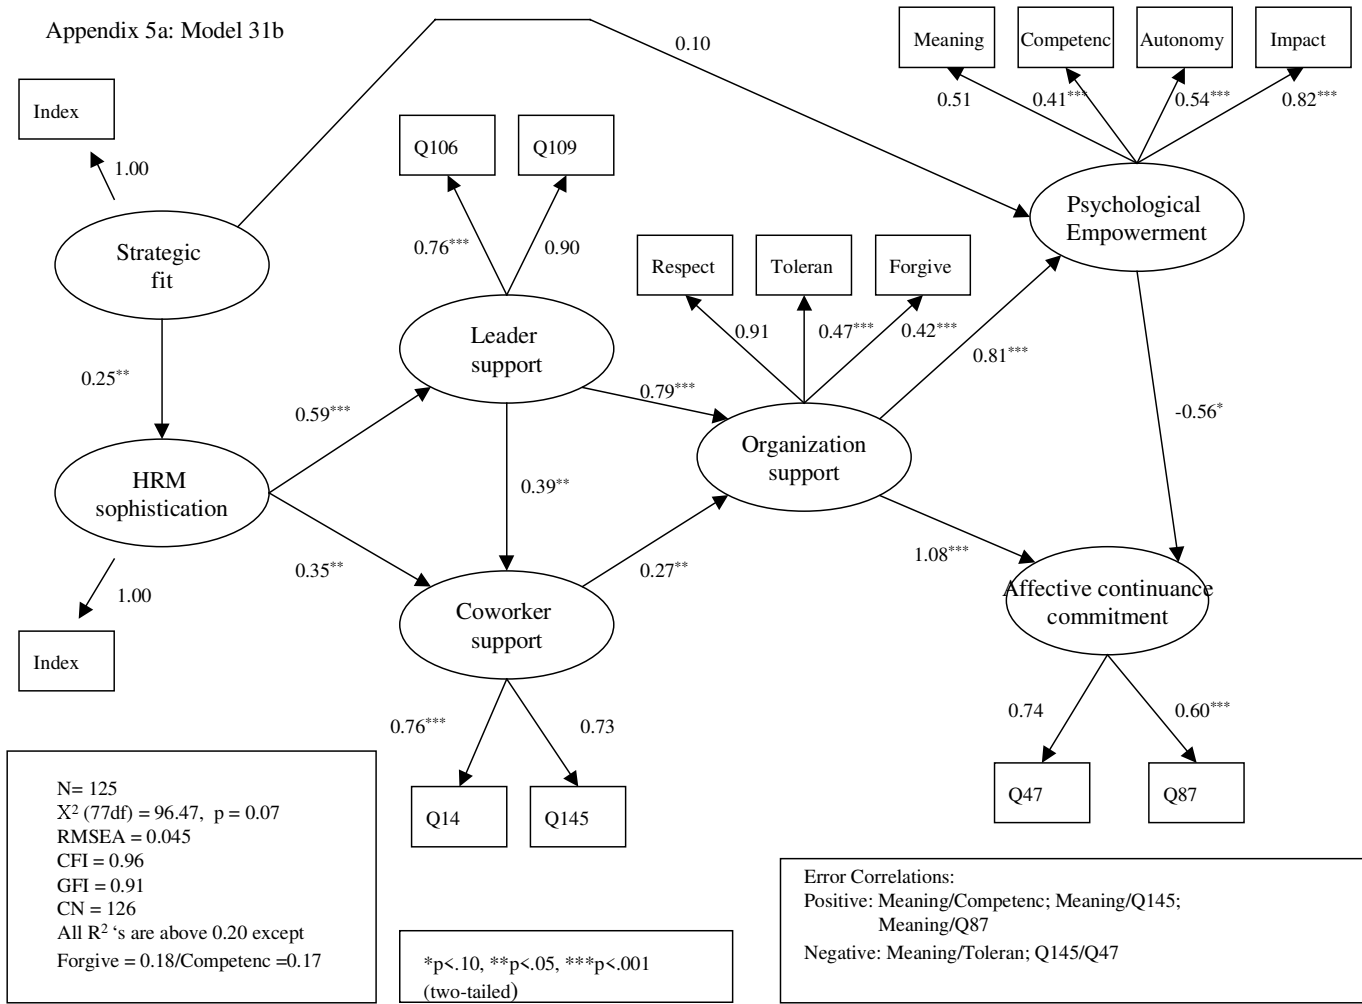 Appendix 5a: Model 31b
0.10
Meaning
Competenc
Autonomy
Impact
0.51
0.41***
0.54***
0.82***
Index
1.00
Q106
Q109
0.76***
0.90
Strategic
fit
Psychological
Empowerment
Respect
Toleran
Forgive
0.91
0.47***
0.42***
Leader
support
0.25**
0.59***
0.79***
0.81***
-0.56*
HRM
sophistication
Organization
support
0.39**
0.35**
0.27**
1.08***
1.00
Index
Coworker
support
Affective continuance
commitment
0.76***
0.73
0.74
0.60***
Q14
Q145
Q47
Q87
N= 125
X² (77df) = 96.47, p = 0.07
RMSEA = 0.045
CFI = 0.96
GFI = 0.91
CN = 126
All R² ‘s are above 0.20 except
Forgive = 0.18/Competenc =0.17
*p<.10, **p<.05, ***p<.001
(two-tailed)
Error Correlations:
Positive: Meaning/Competenc; Meaning/Q145;
Meaning/Q87
Negative: Meaning/Toleran; Q145/Q47